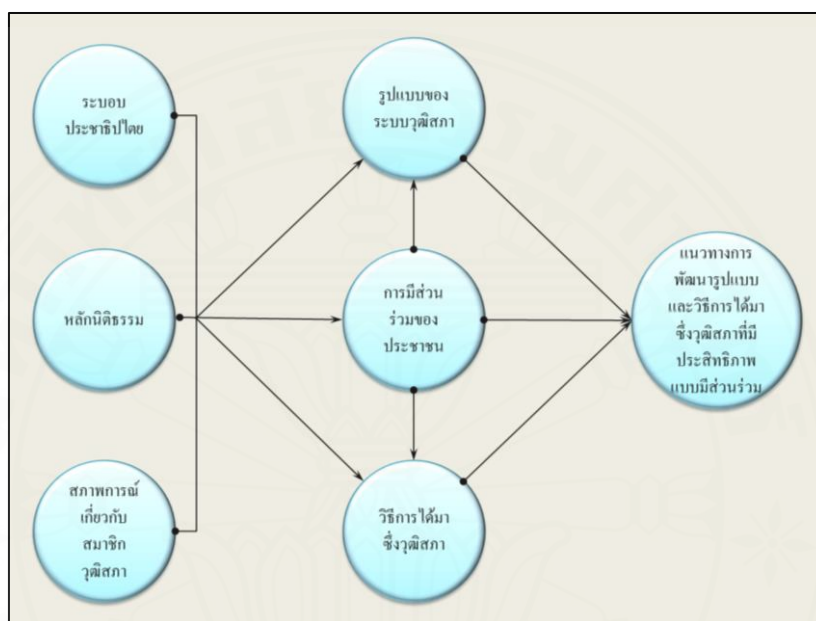 ระบอบ
ประชาธิปไตย
หลักนิติธรรม
สภาพการณ์
เกี่ยวกับ
สมาชิก
วุฒิสภา
รูปแบบของ
ระบบวุฒิสภา
การมีส่วน
ร่วมของ
ประชาชน
วิธีการได้มา
ซึ่งวุฒิสภา
แนวทางการ
พัฒนารูปแบบ
และวิธีการได้มา
ซึ่งวุฒิสภาที่มี
ประสิทธิภาพ
แบบมีส่วนร่วม